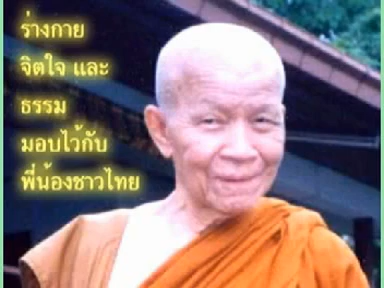 ร่างกาย
จิตใจ และ
ธรรม
มอบไว้กับ
พี่น้องชาวไทย